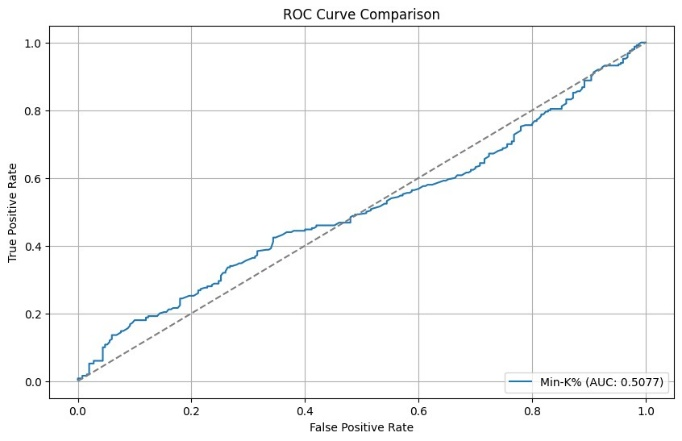 ROC Curve Comparison
True Positive Rate
1.0
0.8
0.6
0.4
0.2
0.0
Min-K% (AUC: 0.5077)
0.0 0.2 0.4 0.6 0.8 1.0
False Positive Rate